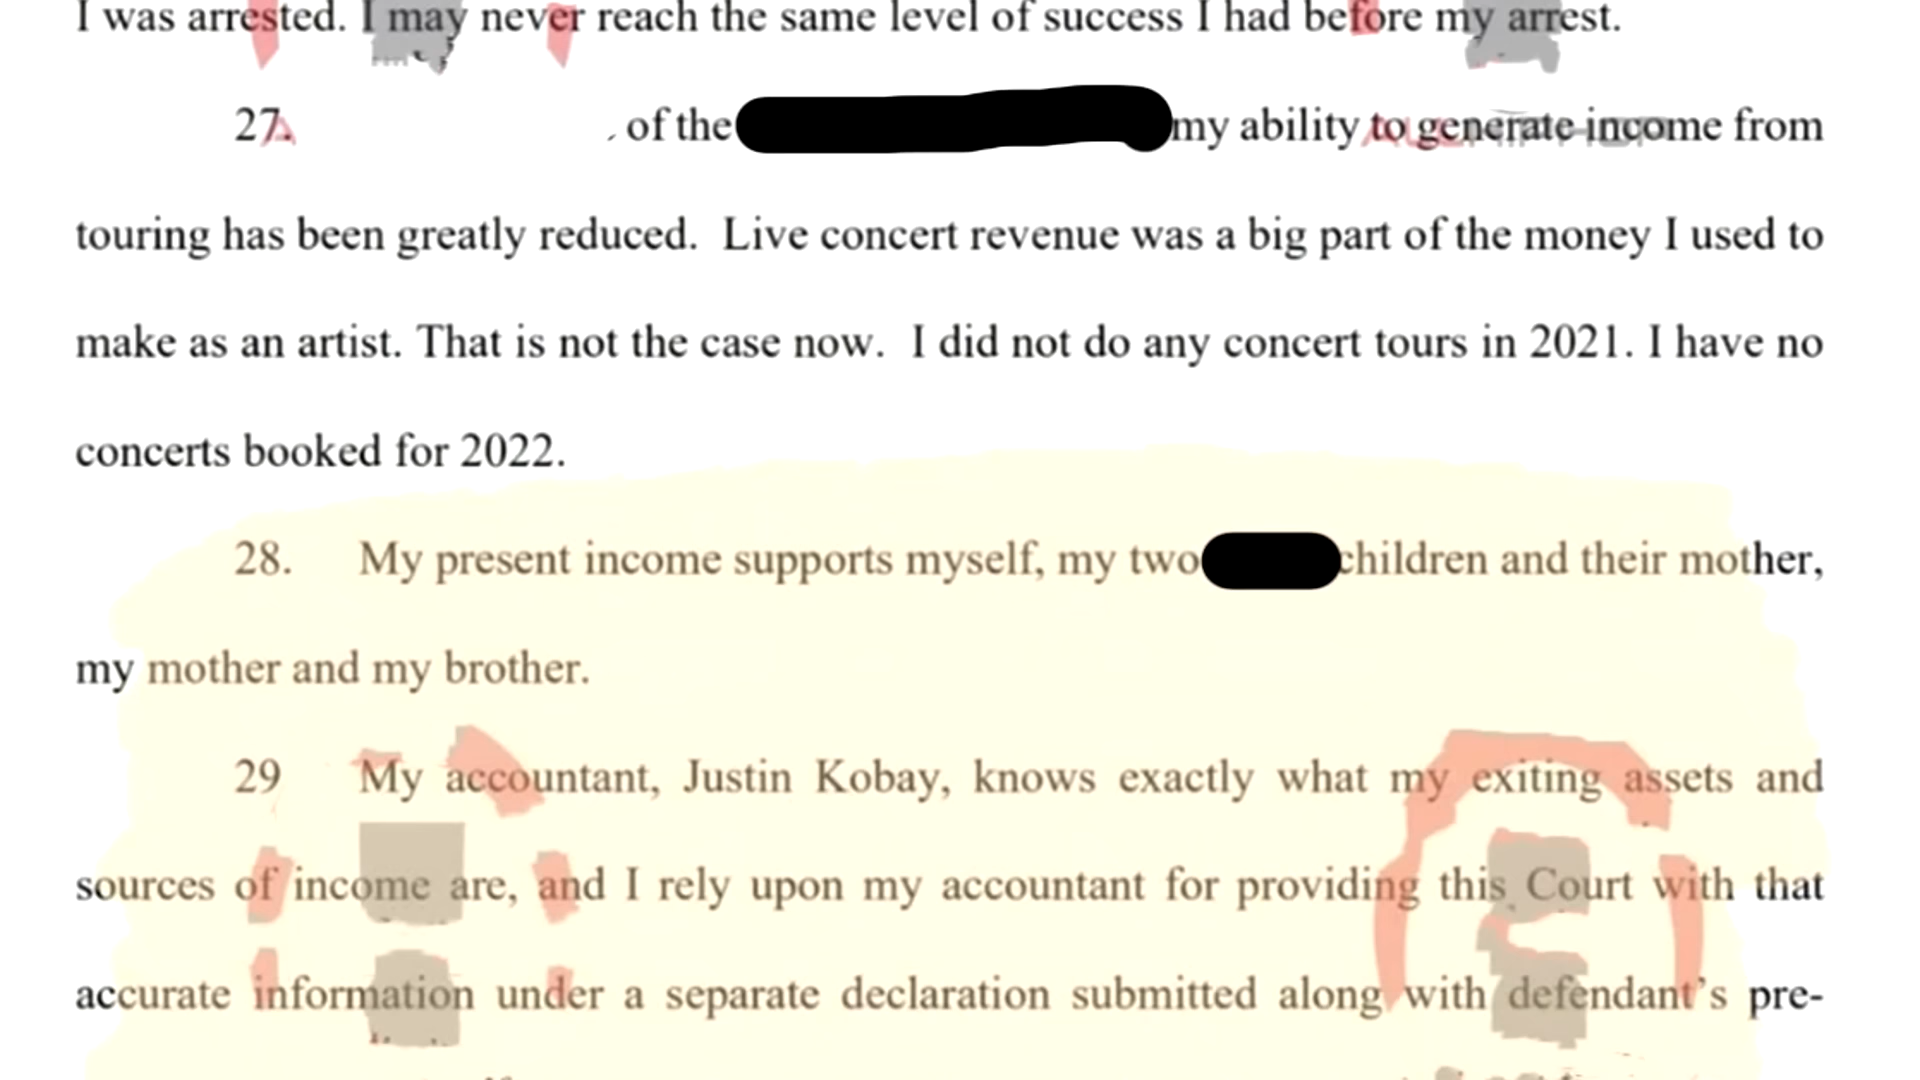 I was arrested. I may never reach the same level of success I had before my arrest.
27. of the my ability to generate income from
touring has been greatly reduced. Live concert revenue was a big part of the money I used to
make as an artist. That is not the case now. I did not do any concert tours in 2021. I have no
concerts booked for 2022.
28. My present income supports myself, my two children and their mother,
my mother and my brother.
29 My accountant, Justin Kobay, knows exactly what my exiting assets and
sources of income are, and I rely upon my accountant for providing this Court with that
accurate information under a separate declaration submitted along with defendant's pre-